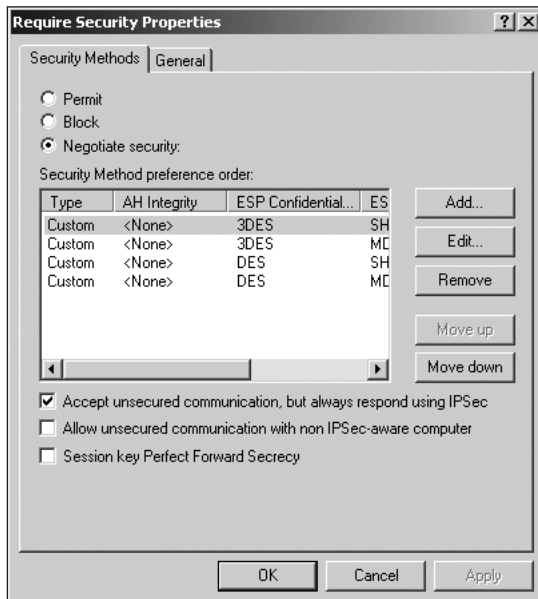 Require Security Properties
Security Methods General
Permit
Block
Negotiate security:
Security Method preference order:
Type AH Integrity ESP Confidential... ES
Custom <None> 3DES SH
Custom <None> 3DES MD
Custom <None> DES SH
Custom <None> DES MD
Add...
Edit...
Remove
Move up
Move down
Accept unsecured communication, but always respond using IPSec
Allow unsecured communication with non IPSec-aware computer
Session key Perfect Forward Secrecy
OK Cancel Apply